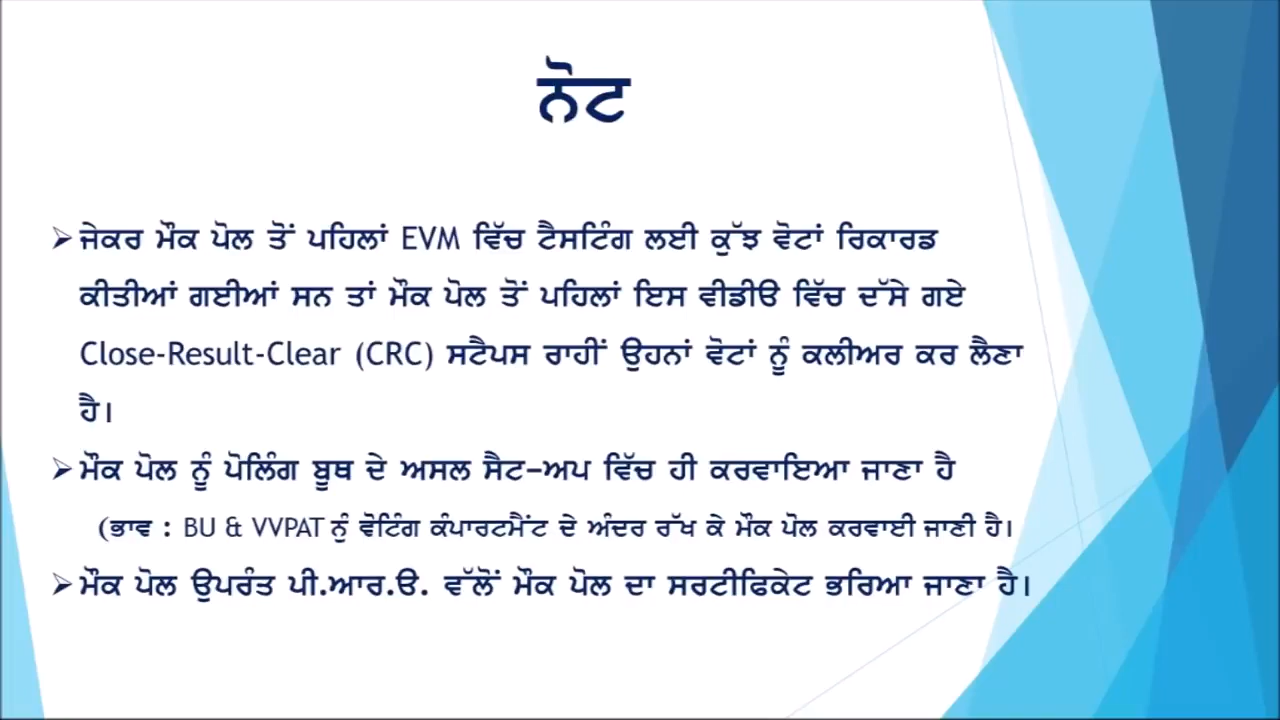 ਨੋਟ
➢ ਜੇਕਰ ਮੌਕ ਪੋਲ ਤੋਂ ਪਹਿਲਾਂ EVM ਵਿੱਚ ਟੈਸਟਿੰਗ ਲਈ ਕੁੱਝ ਵੋਟਾਂ ਰਿਕਾਰਡ
ਕੀਤੀਆਂ ਗਈਆਂ ਸਨ ਤਾਂ ਮੌਕ ਪੋਲ ਤੋਂ ਪਹਿਲਾਂ ਇਸ ਵੀਡੀਓ ਵਿੱਚ ਦੱਸੇ ਗਏ
Close-Result-Clear (CRC) ਸਟੈਪਸ ਰਾਹੀਂ ਉਹਨਾਂ ਵੋਟਾਂ ਨੂੰ ਕਲੀਅਰ ਕਰ ਲੈਣਾ
ਹੈ।
➢ ਮੌਕ ਪੋਲ ਨੂੰ ਪੋਲਿੰਗ ਬੂਥ ਦੇ ਅਸਲ ਸੈਟ-ਅਪ ਵਿੱਚ ਹੀ ਕਰਵਾਇਆ ਜਾਣਾ ਹੈ
(ਭਾਵ : BU & VVPAT ਨੂੰ ਵੋਟਿੰਗ ਕੰਪਾਰਟਮੈਂਟ ਦੇ ਅੰਦਰ ਰੱਖ ਕੇ ਮੌਕ ਪੋਲ ਕਰਵਾਈ ਜਾਣੀ ਹੈ।
➢ ਮੌਕ ਪੋਲ ਉਪਰੰਤ ਪੀ.ਆਰ.ਓ. ਵੱਲੋਂ ਮੌਕ ਪੋਲ ਦਾ ਸਰਟੀਫਿਕੇਟ ਭਰਿਆ ਜਾਣਾ ਹੈ।